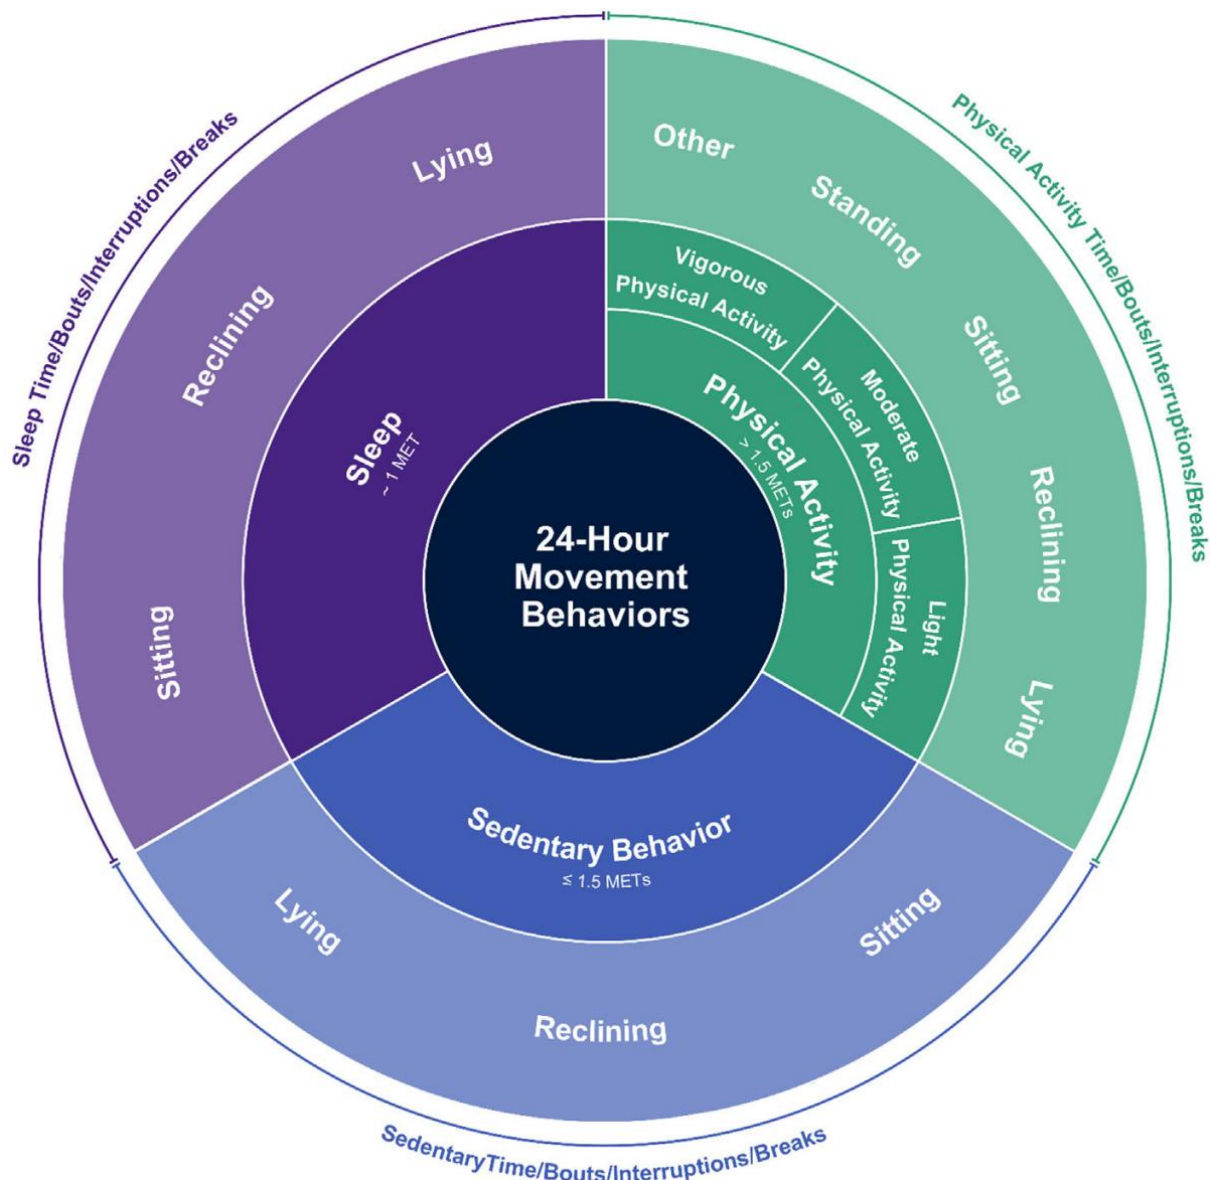 24-Hour
Movement
Behaviors
Sleep
~ 1 MET
Lying
Reclining
Sitting
Sleep Time/Bouts/Interruptions/Breaks
Physical Activity
> 1.5 METs
Vigorous
Physical Activity
Moderate
Physical Activity
Light
Physical Activity
Other
Standing
Sitting
Reclining
Lying
Physical Activity Time/Bouts/Interruptions/Breaks
Sedentary Behavior
≤ 1.5 METs
Lying
Reclining
Sitting
SedentaryTime/Bouts/Interruptions/Breaks